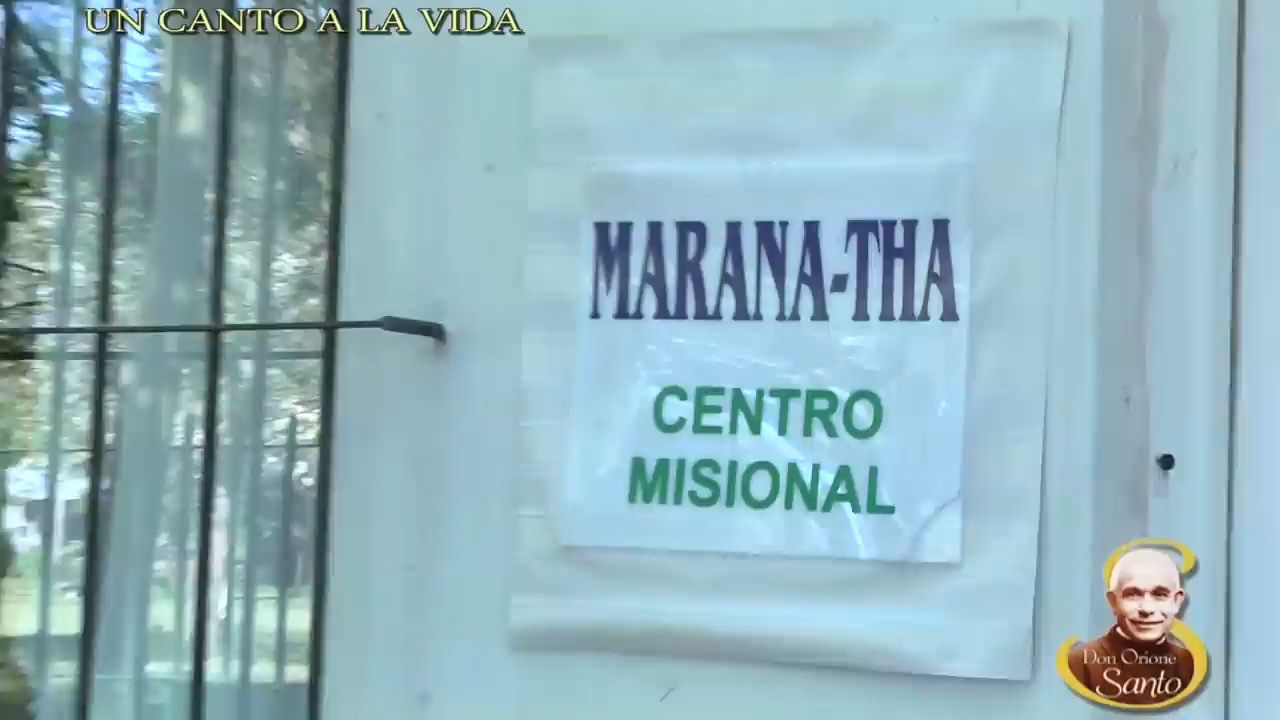 UN CANTO A LA VIDA
MARANA-THA
CENTRO
MISIONAL
Don Orione
Santo